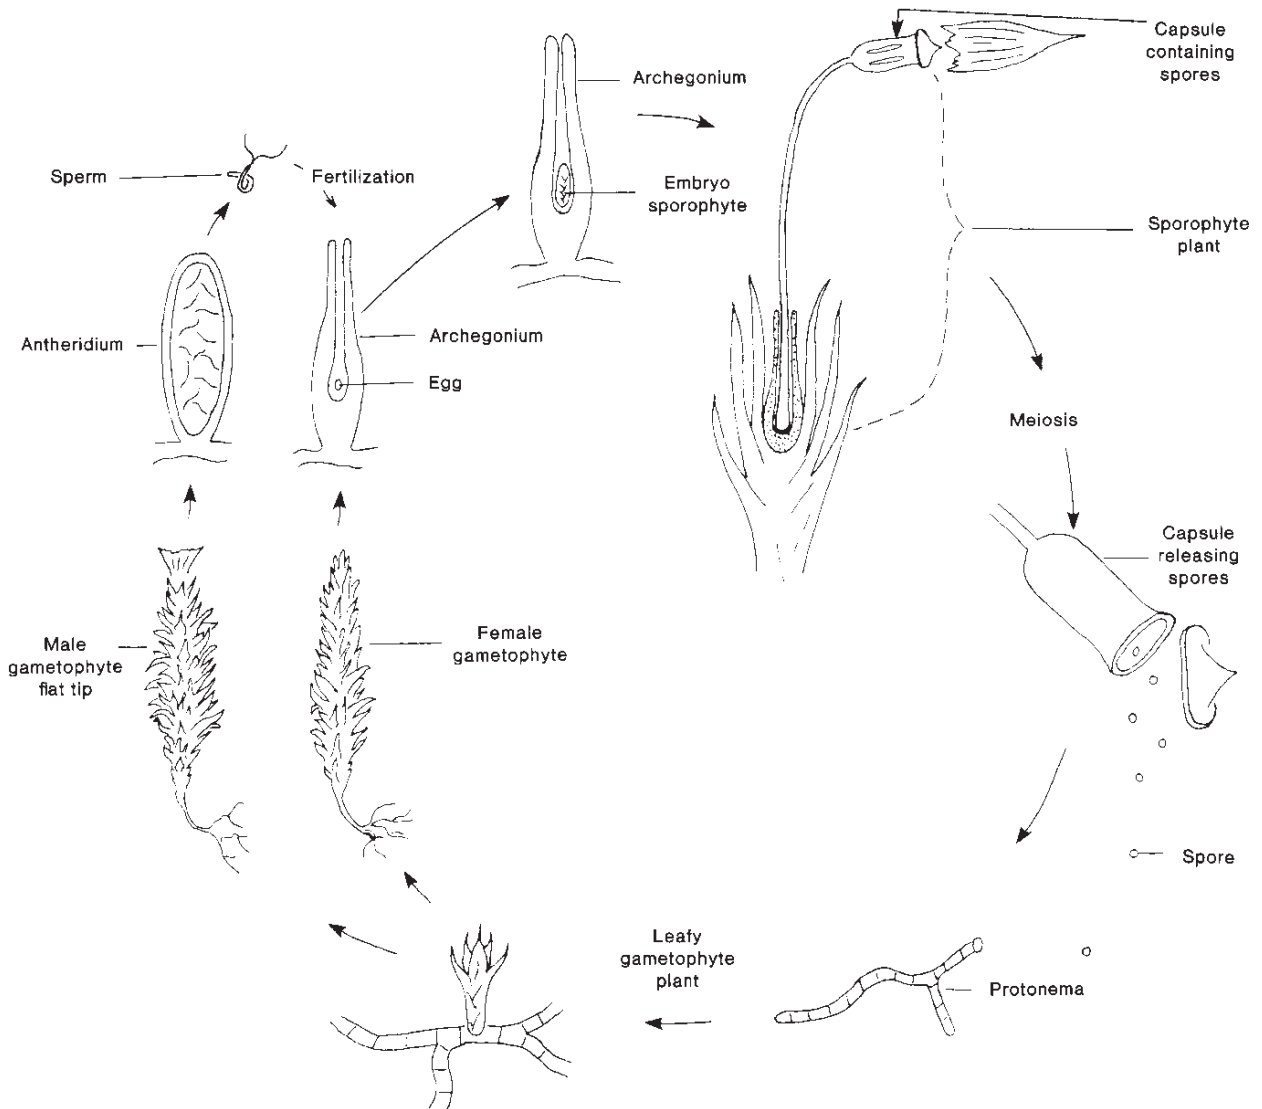 Capsule
containing
spores
Archegonium
Sperm
Fertilization
Embryo
sporophyte
Sporophyte
plant
Antheridium
Archegonium
Egg
Meiosis
Capsule
releasing
spores
Male
gametophyte
flat tip
Female
gametophyte
Spore
Leafy
gametophyte
plant
Protonema